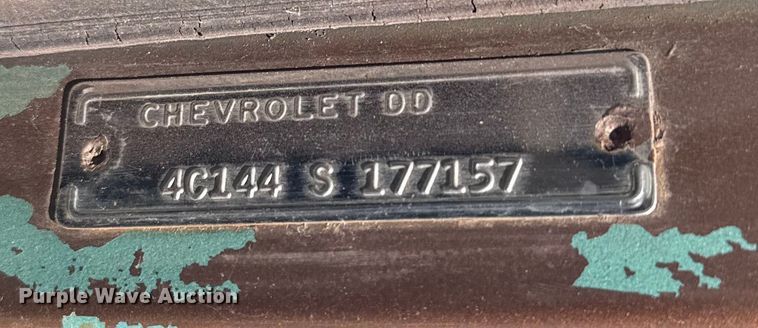 CHEVROLET DD
4C144 S 177157
Purple Wave Auction